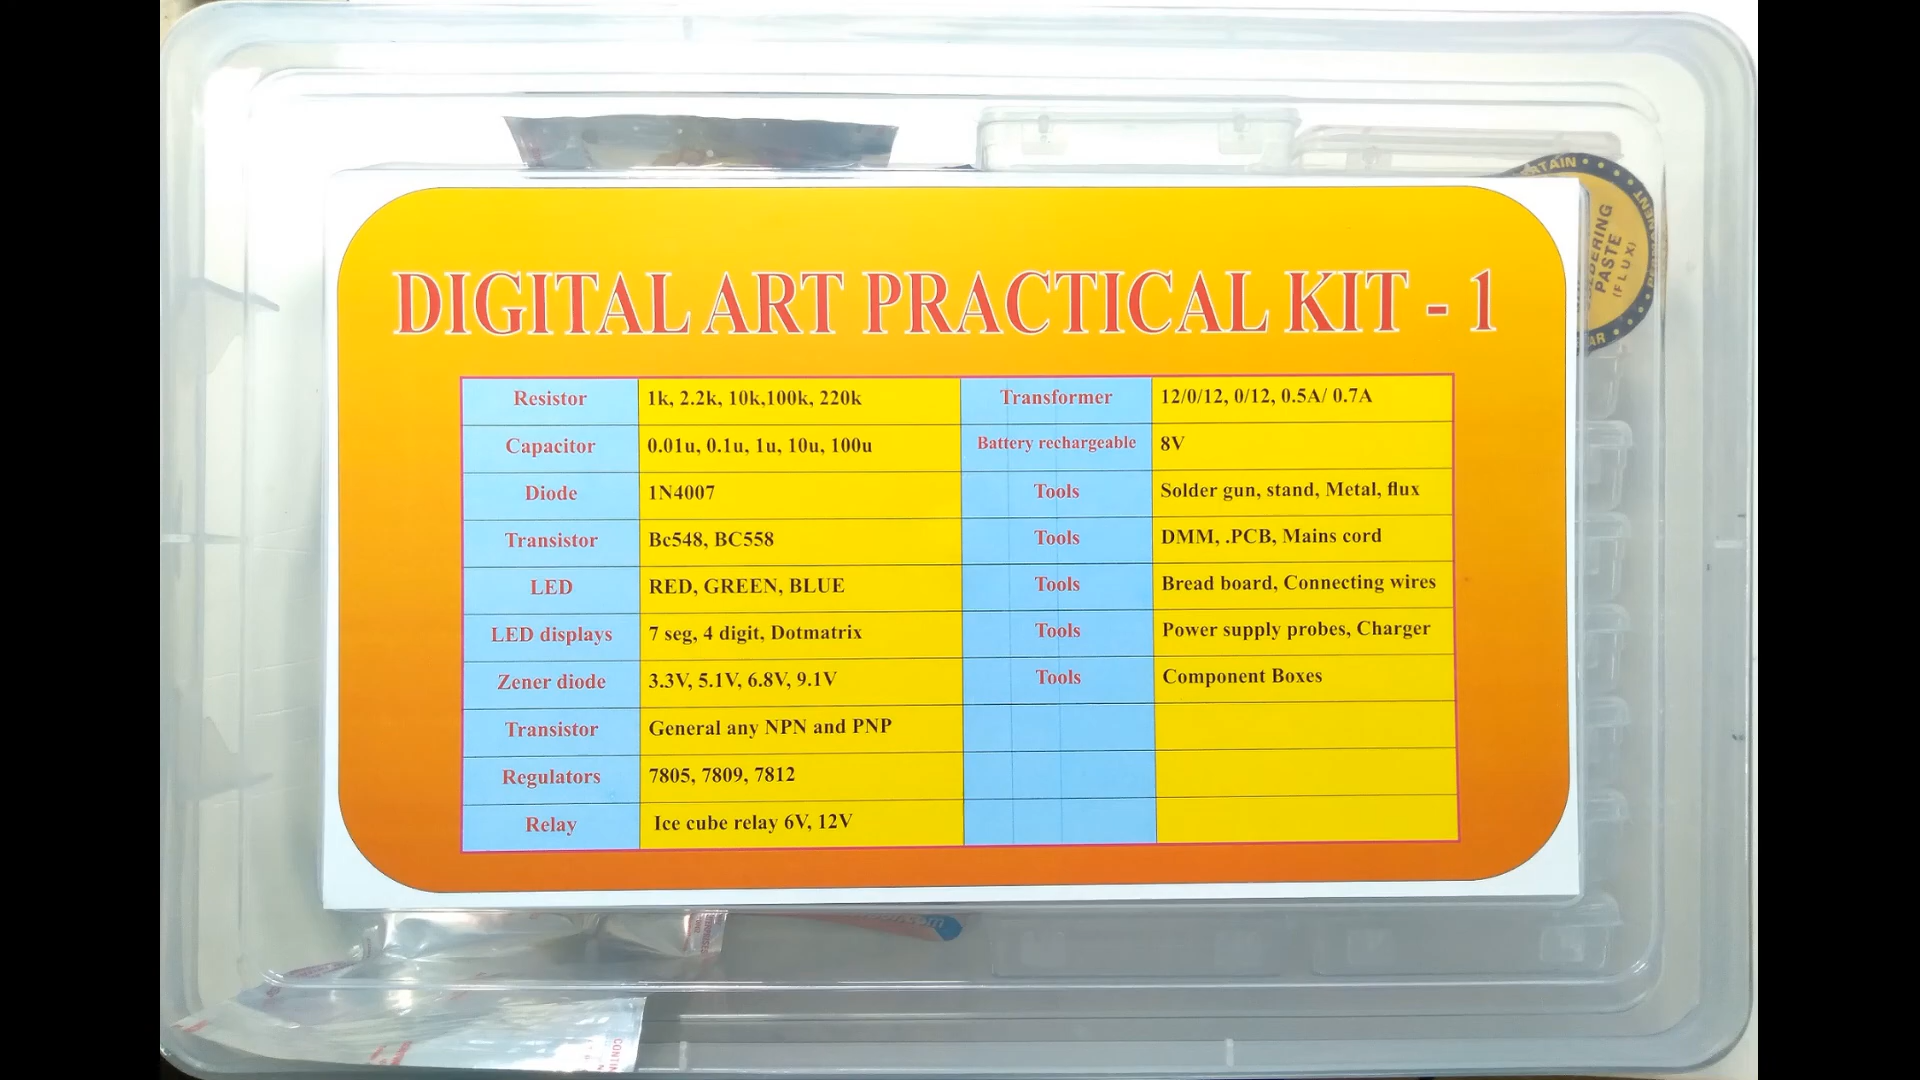 DIGITAL ART PRACTICAL KIT - 1
Resistor 1k, 2.2k, 10k,100k, 220k Transformer 12/0/12, 0/12, 0.5A/ 0.7A
Capacitor 0.01u, 0.1u, 1u, 10u, 100u Battery rechargeable 8V
Diode 1N4007 Tools Solder gun, stand, Metal, flux
Transistor Bc548, BC558 Tools DMM, .PCB, Mains cord
LED RED, GREEN, BLUE Tools Bread board, Connecting wires
LED displays 7 seg, 4 digit, Dotmatrix Tools Power supply probes, Charger
Zener diode 3.3V, 5.1V, 6.8V, 9.1V Tools Component Boxes
Transistor General any NPN and PNP
Regulators 7805, 7809, 7812
Relay Ice cube relay 6V, 12V
PASTE
(FLUX)